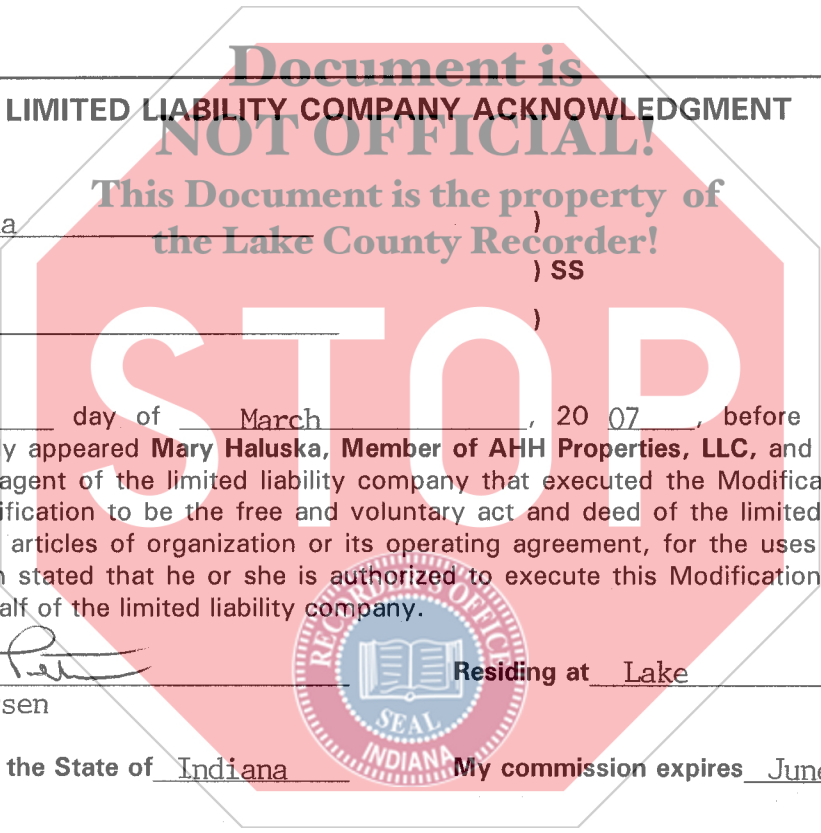 Document is
LIMITED LIABILITY COMPANY ACKNOWLEDGMENT
NOT OFFICIAL!
This Document is the property of
a )
the Lake County Recorder!
) SS
)
STOP
day of March , 20 07 , before
y appeared Mary Haluska, Member of AHH Properties, LLC, and
agent of the limited liability company that executed the Modifica
ification to be the free and voluntary act and deed of the limited
articles of organization or its operating agreement, for the uses
n stated that he or she is authorized to execute this Modification
alf of the limited liability company.
RECORDER'S OFFICE
SEAL
INDIANA
Residing at Lake
sen
the State of Indiana My commission expires June